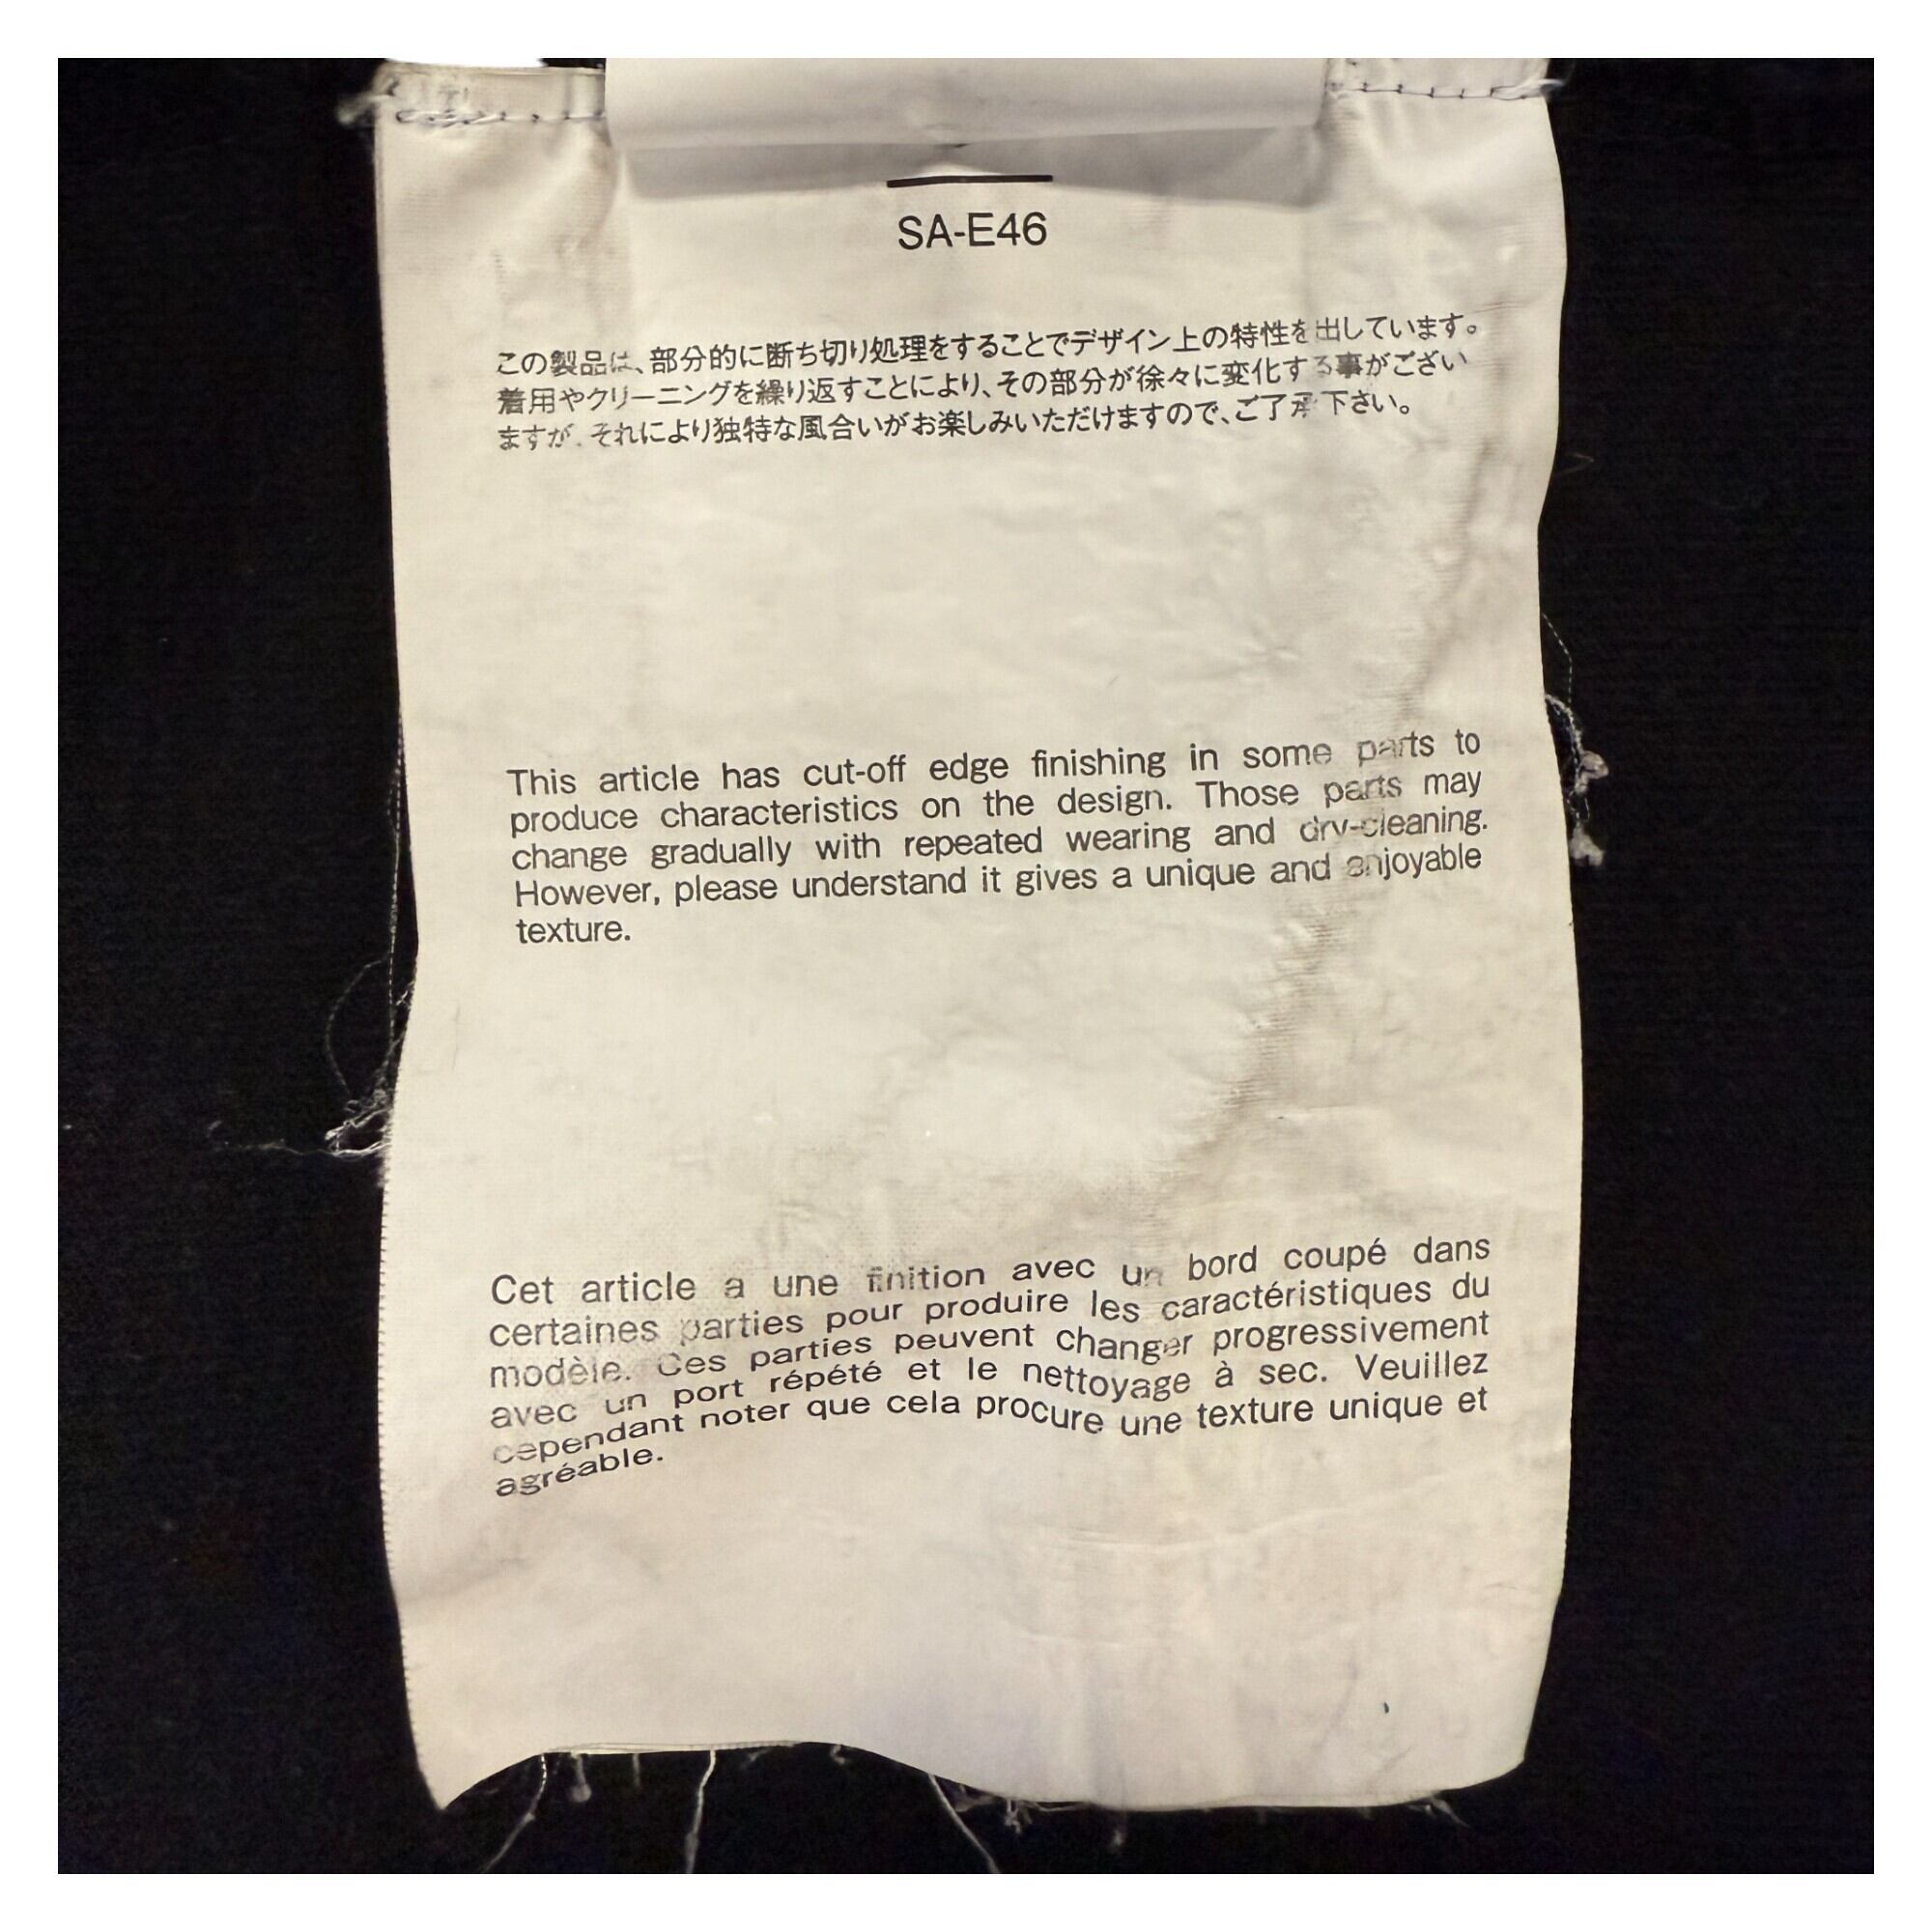 SA-E46
この製品は、部分的に断ち切り処理をすることでデザイン上の特性を出しています。
着用やクリーニングを繰り返すことにより、その部分が徐々に変化する事がござい
ますが、それにより独特な風合いがお楽しみいただけますので、ご了承下さい。
This article has cut-off edge finishing in some parts to
produce characteristics on the design. Those parts may
change gradually with repeated wearing and dry-cleaning.
However, please understand it gives a unique and enjoyable
texture.
Cet article a une finition avec un bord coupé dans
certaines parties pour produire les caractéristiques du
modèle. Ces parties peuvent changer progressivement
avec un port répété et le nettoyage à sec. Veuillez
cependant noter que cela procure une texture unique et
agréable.